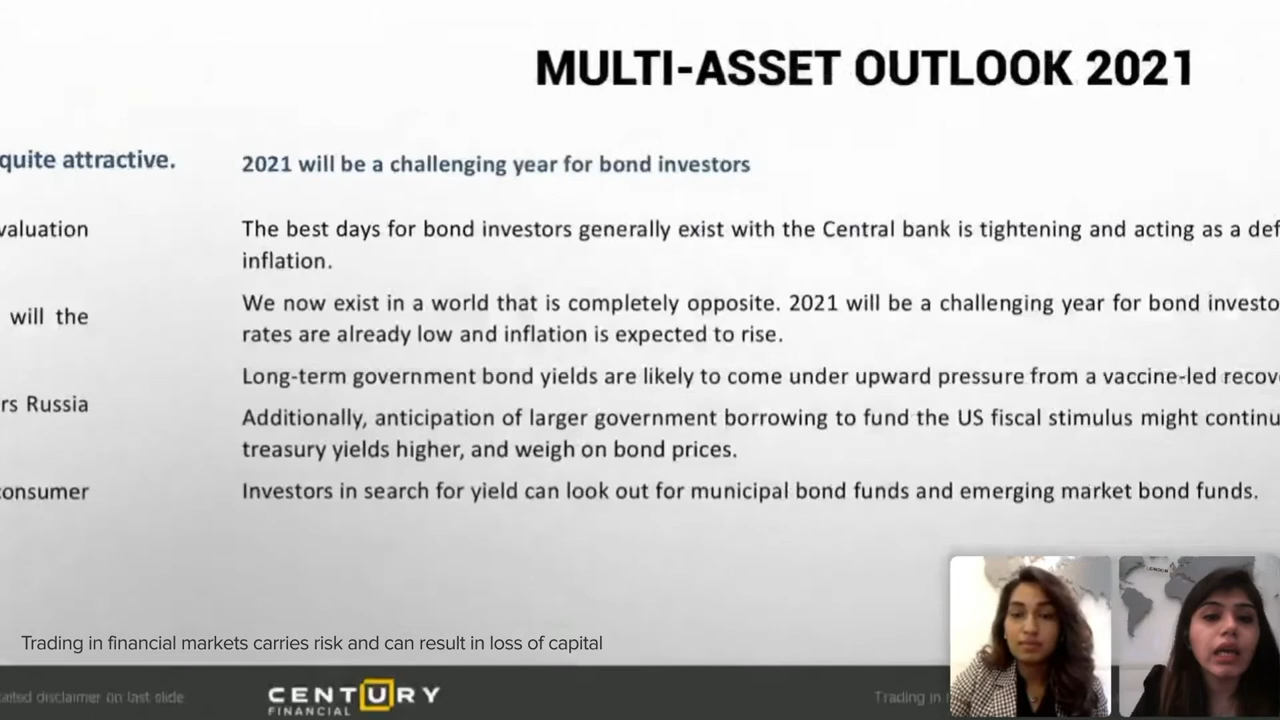 MULTI-ASSET OUTLOOK 2021
quite attractive.
valuation
will the
rs Russia
consumer
2021 will be a challenging year for bond investors
The best days for bond investors generally exist with the Central bank is tightening and acting as a def
inflation.
We now exist in a world that is completely opposite. 2021 will be a challenging year for bond investo
rates are already low and inflation is expected to rise.
Long-term government bond yields are likely to come under upward pressure from a vaccine-led recov
Additionally, anticipation of larger government borrowing to fund the US fiscal stimulus might continu
treasury yields higher, and weigh on bond prices.
Investors in search for yield can look out for municipal bond funds and emerging market bond funds.
LONDON
Trading in financial markets carries risk and can result in loss of capital
disclaimer on last slide
CENTURY
FINANCIAL
Trading in